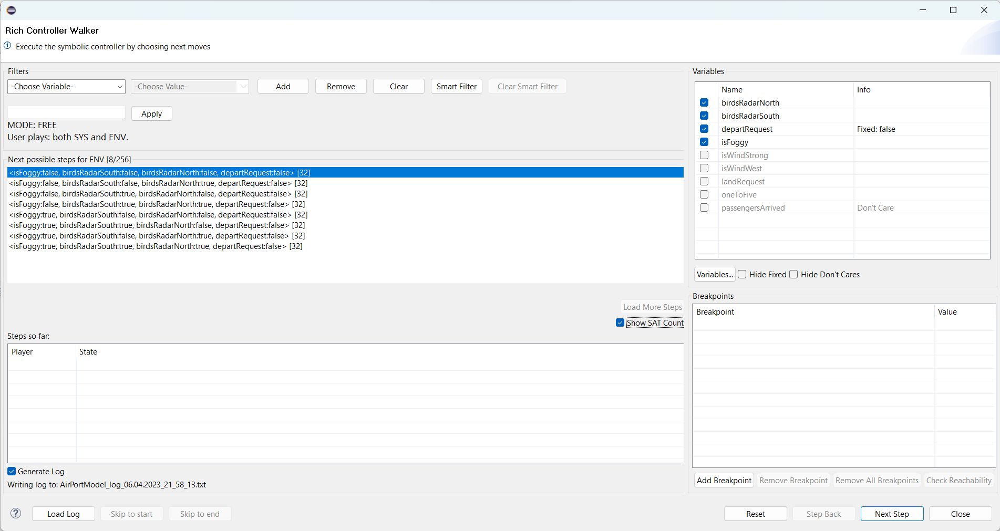 Rich Controller Walker
Execute the symbolic controller by choosing next moves
Filters
-Choose Variable- -Choose Value- Add Remove Clear Smart Filter Clear Smart Filter
Apply
MODE: FREE
User plays: both SYS and ENV.
Next possible steps for ENV [8/256]
<isFoggy:false, birdsRadarSouth:false, birdsRadarNorth:false, departRequest:false> [32]
<isFoggy:false, birdsRadarSouth:false, birdsRadarNorth:true, departRequest:false> [32]
<isFoggy:false, birdsRadarSouth:true, birdsRadarNorth:false, departRequest:false> [32]
<isFoggy:false, birdsRadarSouth:true, birdsRadarNorth:true, departRequest:false> [32]
<isFoggy:true, birdsRadarSouth:false, birdsRadarNorth:false, departRequest:false> [32]
<isFoggy:true, birdsRadarSouth:true, birdsRadarNorth:false, departRequest:false> [32]
<isFoggy:true, birdsRadarSouth:false, birdsRadarNorth:true, departRequest:false> [32]
<isFoggy:true, birdsRadarSouth:true, birdsRadarNorth:true, departRequest:false> [32]
Load More Steps
Show SAT Count
Steps so far:
Player State
Generate Log
Writing log to: AirPortModel_log_06.04.2023_21_58_13.txt
Variables
Name Info
birdsRadarNorth
birdsRadarSouth
departRequest Fixed: false
isFoggy
isWindStrong
isWindWest
landRequest
oneToFive
passengersArrived Don't Care
Variables... Hide Fixed Hide Don't Cares
Breakpoints
Breakpoint Value
Add Breakpoint Remove Breakpoint Remove All Breakpoints Check Reachability
? Load Log Skip to start Skip to end Reset Step Back Next Step Close